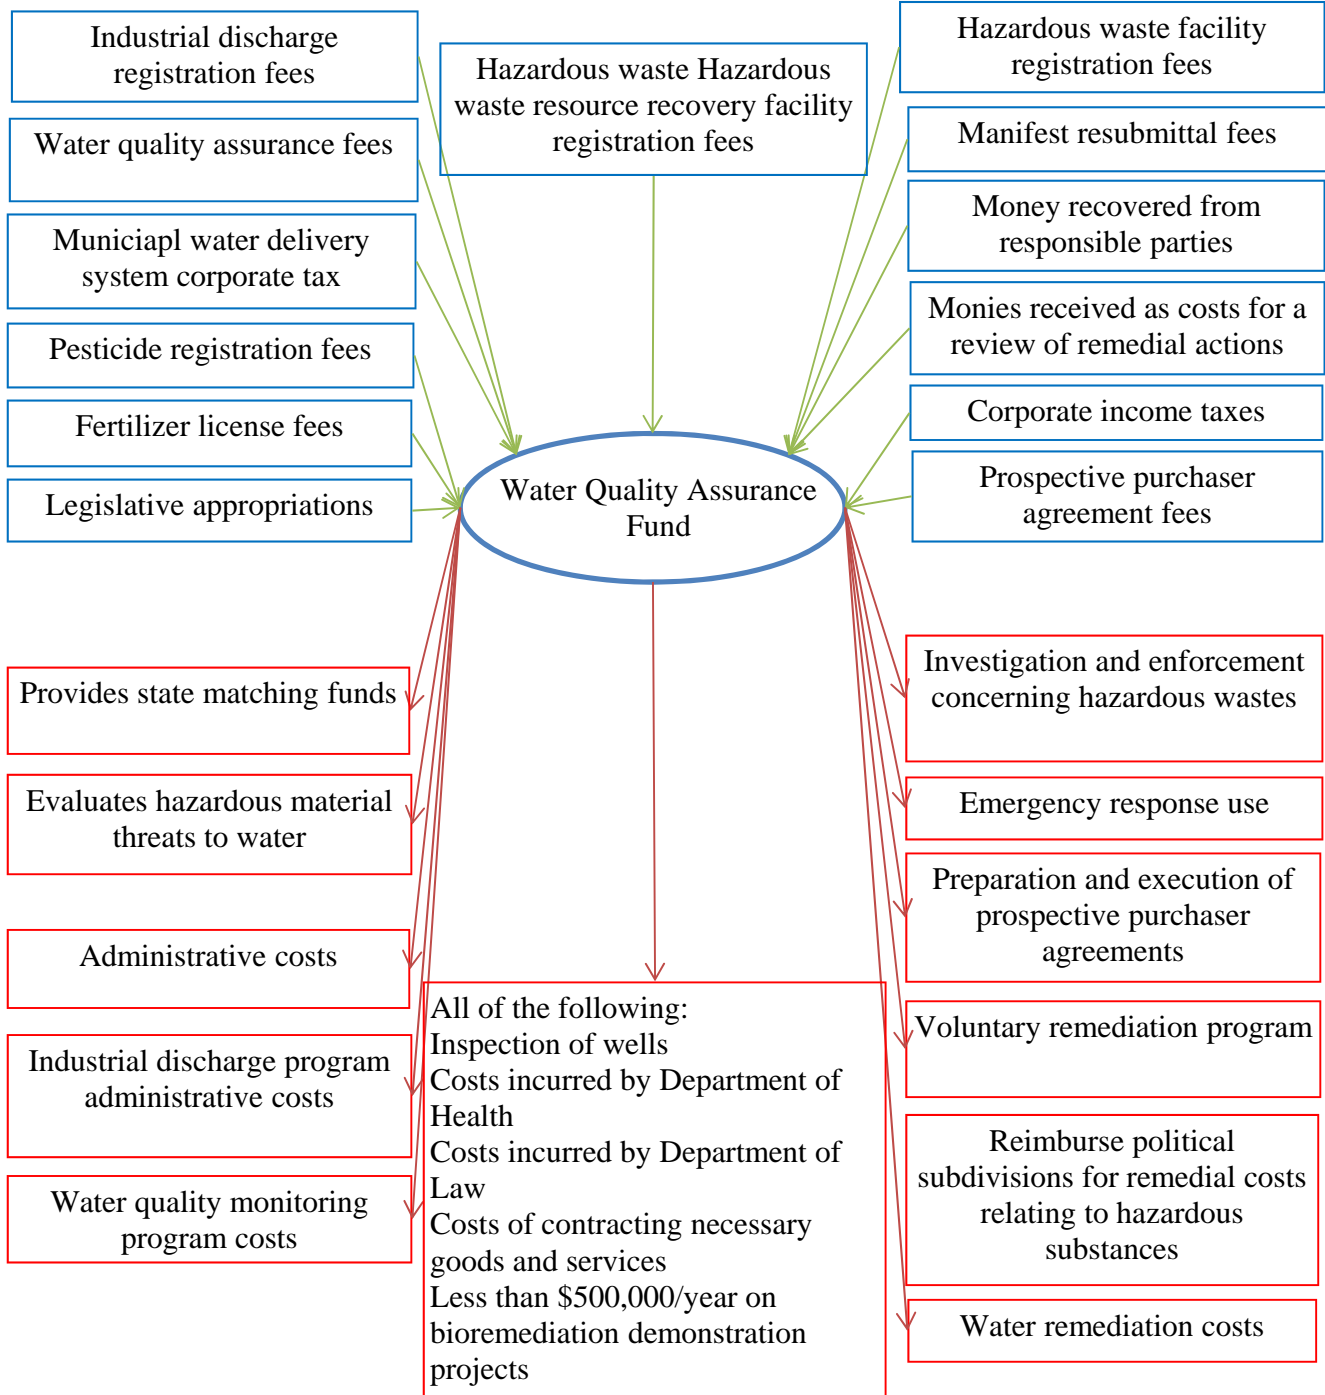 Industrial discharge
registration fees
Water quality assurance fees
Municiapl water delivery
system corporate tax
Pesticide registration fees
Fertilizer license fees
Legislative appropriations
Hazardous waste Hazardous
waste resource recovery facility
registration fees
Hazardous waste facility
registration fees
Manifest resubmittal fees
Money recovered from
responsible parties
Monies received as costs for a
review of remedial actions
Corporate income taxes
Prospective purchaser
agreement fees
Water Quality Assurance
Fund
Provides state matching funds
Evaluates hazardous material
threats to water
Administrative costs
Industrial discharge program
administrative costs
Water quality monitoring
program costs
All of the following:
Inspection of wells
Costs incurred by Department of
Health
Costs incurred by Department of
Law
Costs of contracting necessary
goods and services
Less than $500,000/year on
bioremediation demonstration
projects
Investigation and enforcement
concerning hazardous wastes
Emergency response use
Preparation and execution of
prospective purchaser
agreements
Voluntary remediation program
Reimburse political
subdivisions for remedial costs
relating to hazardous
substances
Water remediation costs